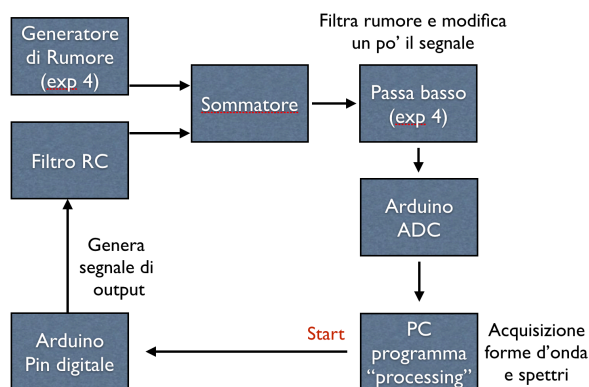 Filtra rumore e modifica
un po' il segnale
Generatore
di Rumore
(exp 4)
Sommatore
Passa basso
(exp 4)
Filtro RC
Arduino
ADC
Genera
segnale di
output
Start
Arduino
Pin digitale
PC
programma
"processing"
Acquisizione
forme d'onda
e spettri